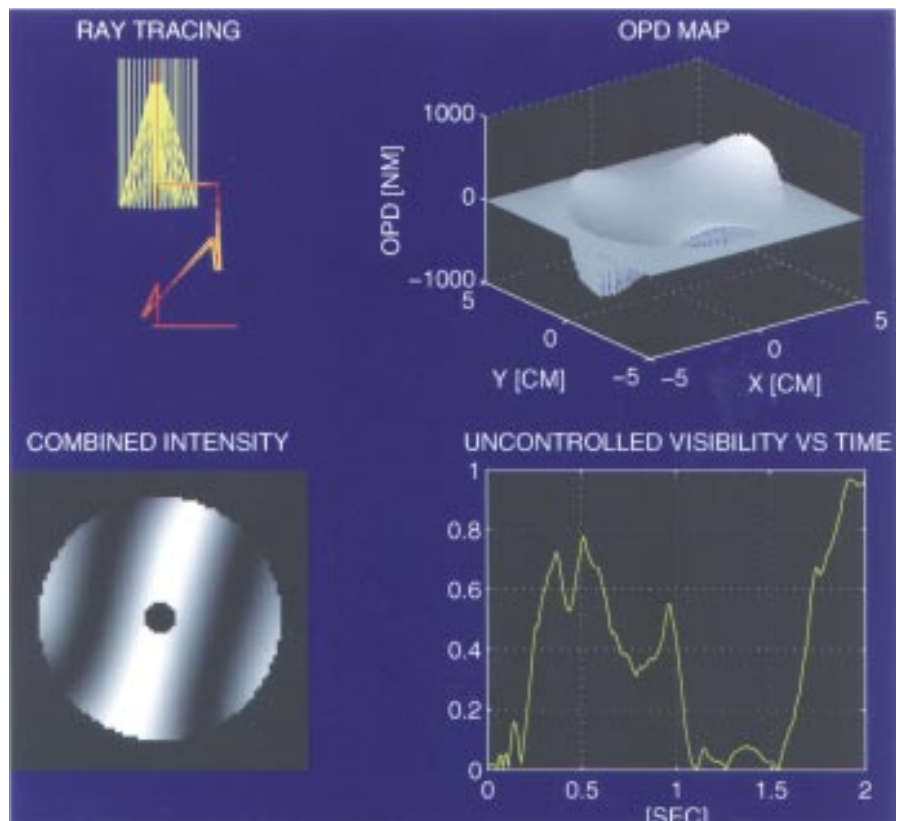 RAY TRACING
OPD MAP
1000
0
-1000
OPD [NM]
5
0
-5
Y [CM]
-5
0
5
X [CM]
COMBINED INTENSITY
UNCONTROLLED VISIBILITY VS TIME
1
0.8
0.6
0.4
0.2
0
0
0.5
1
1.5
2
[SEC]